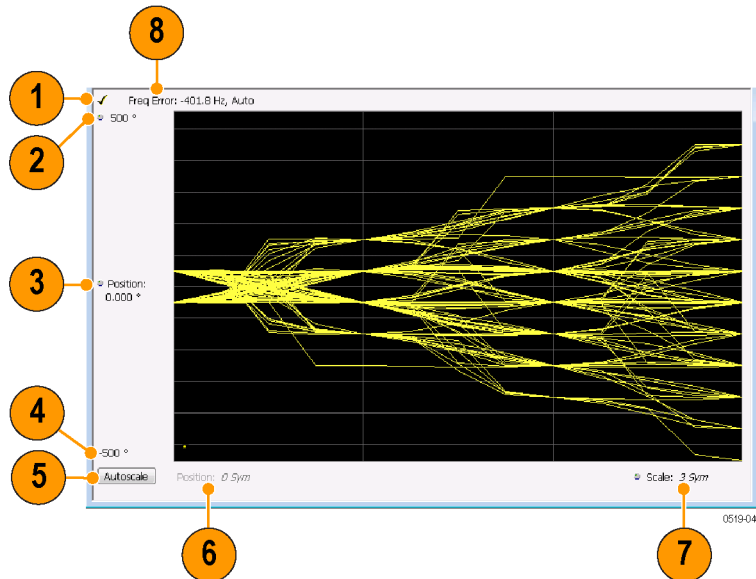 8
1
Freq Error: -401.8 Hz, Auto
2
500 °
3
Position:
0.000 °
4
-500 °
5
Autoscale
Position: 0 Sym
Scale: 3 Sym
6
7
0519-04